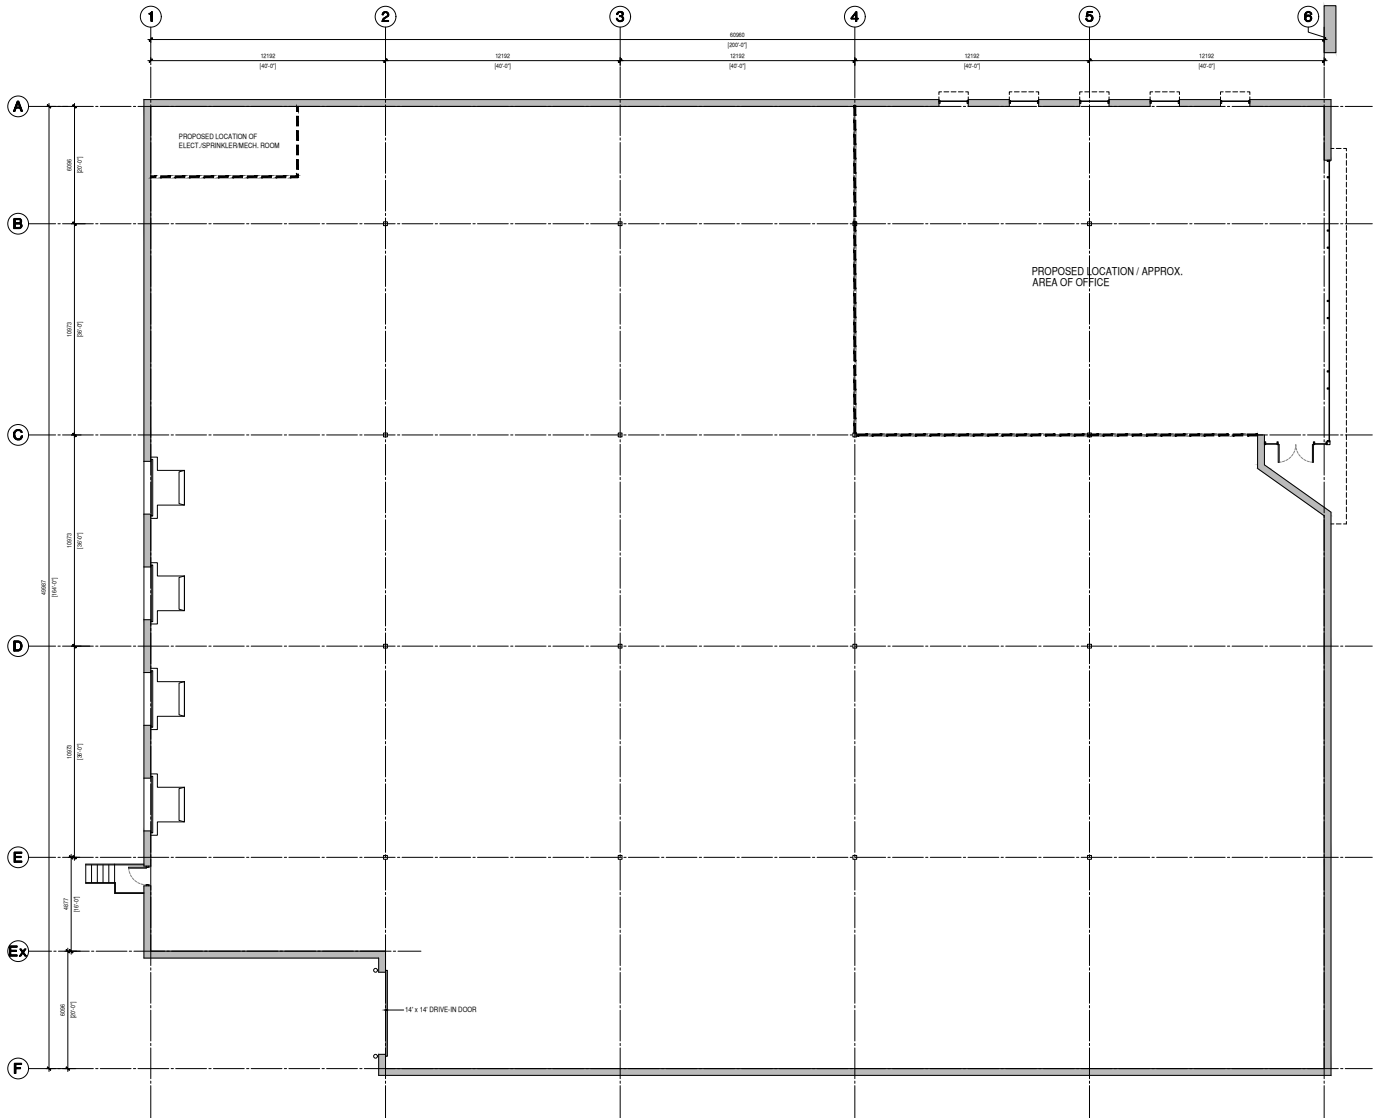 1 2 3 4 5 6
60960
[200'-0"]
12192 12192 12192 12192 12192
[40'-0"] [40'-0"] [40'-0"] [40'-0"] [40'-0"]
A
PROPOSED LOCATION OF
ELECT./SPRINKLER/MECH. ROOM
6096
[20'-0"]
B
PROPOSED LOCATION / APPROX.
AREA OF OFFICE
10973
[36'-0"]
C
10973
[36'-0"]
49987
[164'-0"]
D
10973
[36'-0"]
E
4877
[16'-0"]
Ex
6096
[20'-0"]
14' x 14' DRIVE-IN DOOR
F